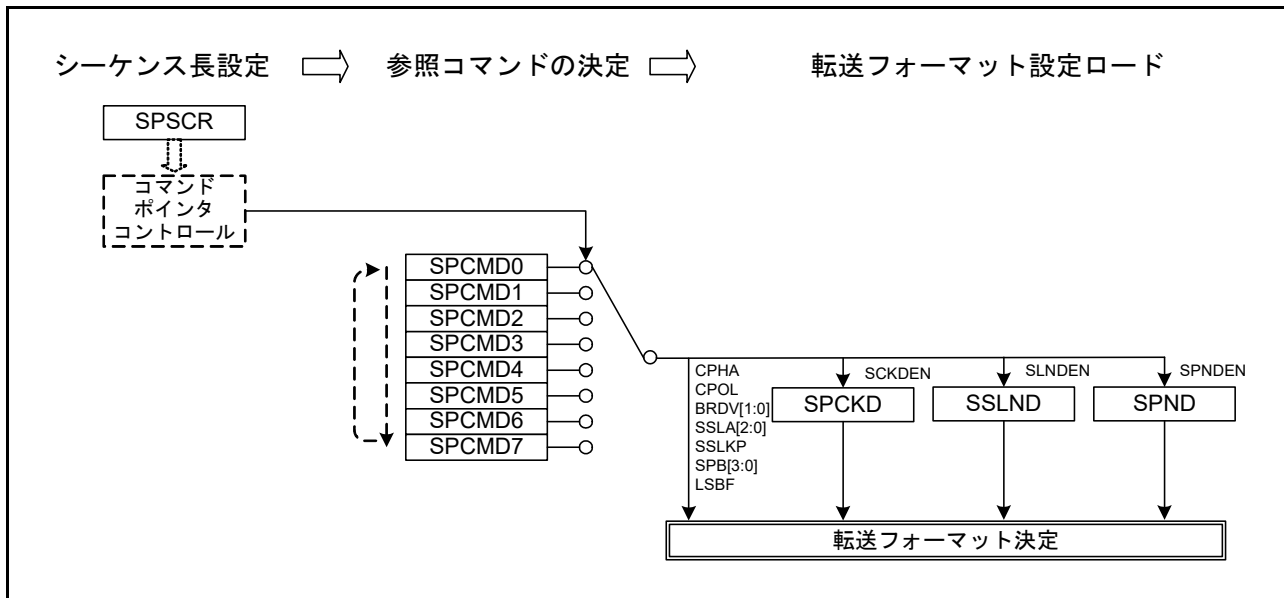 シーケンス長設定
参照コマンドの決定
転送フォーマット設定ロード
SPSCR
コマンド
ポインタ
コントロール
SPCMD0
SPCMD1
SPCMD2
SPCMD3
SPCMD4
SPCMD5
SPCMD6
SPCMD7
CPHA
CPOL
BRDV[1:0]
SSLA[2:0]
SSLKP
SPB[3:0]
LSBF
SCKDEN
SPCKD
SLNDEN
SSLND
SPNDEN
SPND
転送フォーマット決定